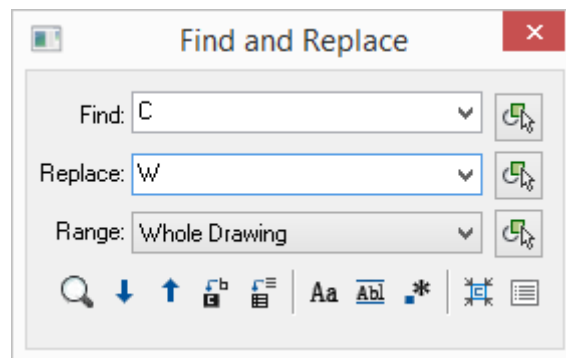 Find and Replace
Find: C
Replace: W
Range: Whole Drawing
Aa Abl .*